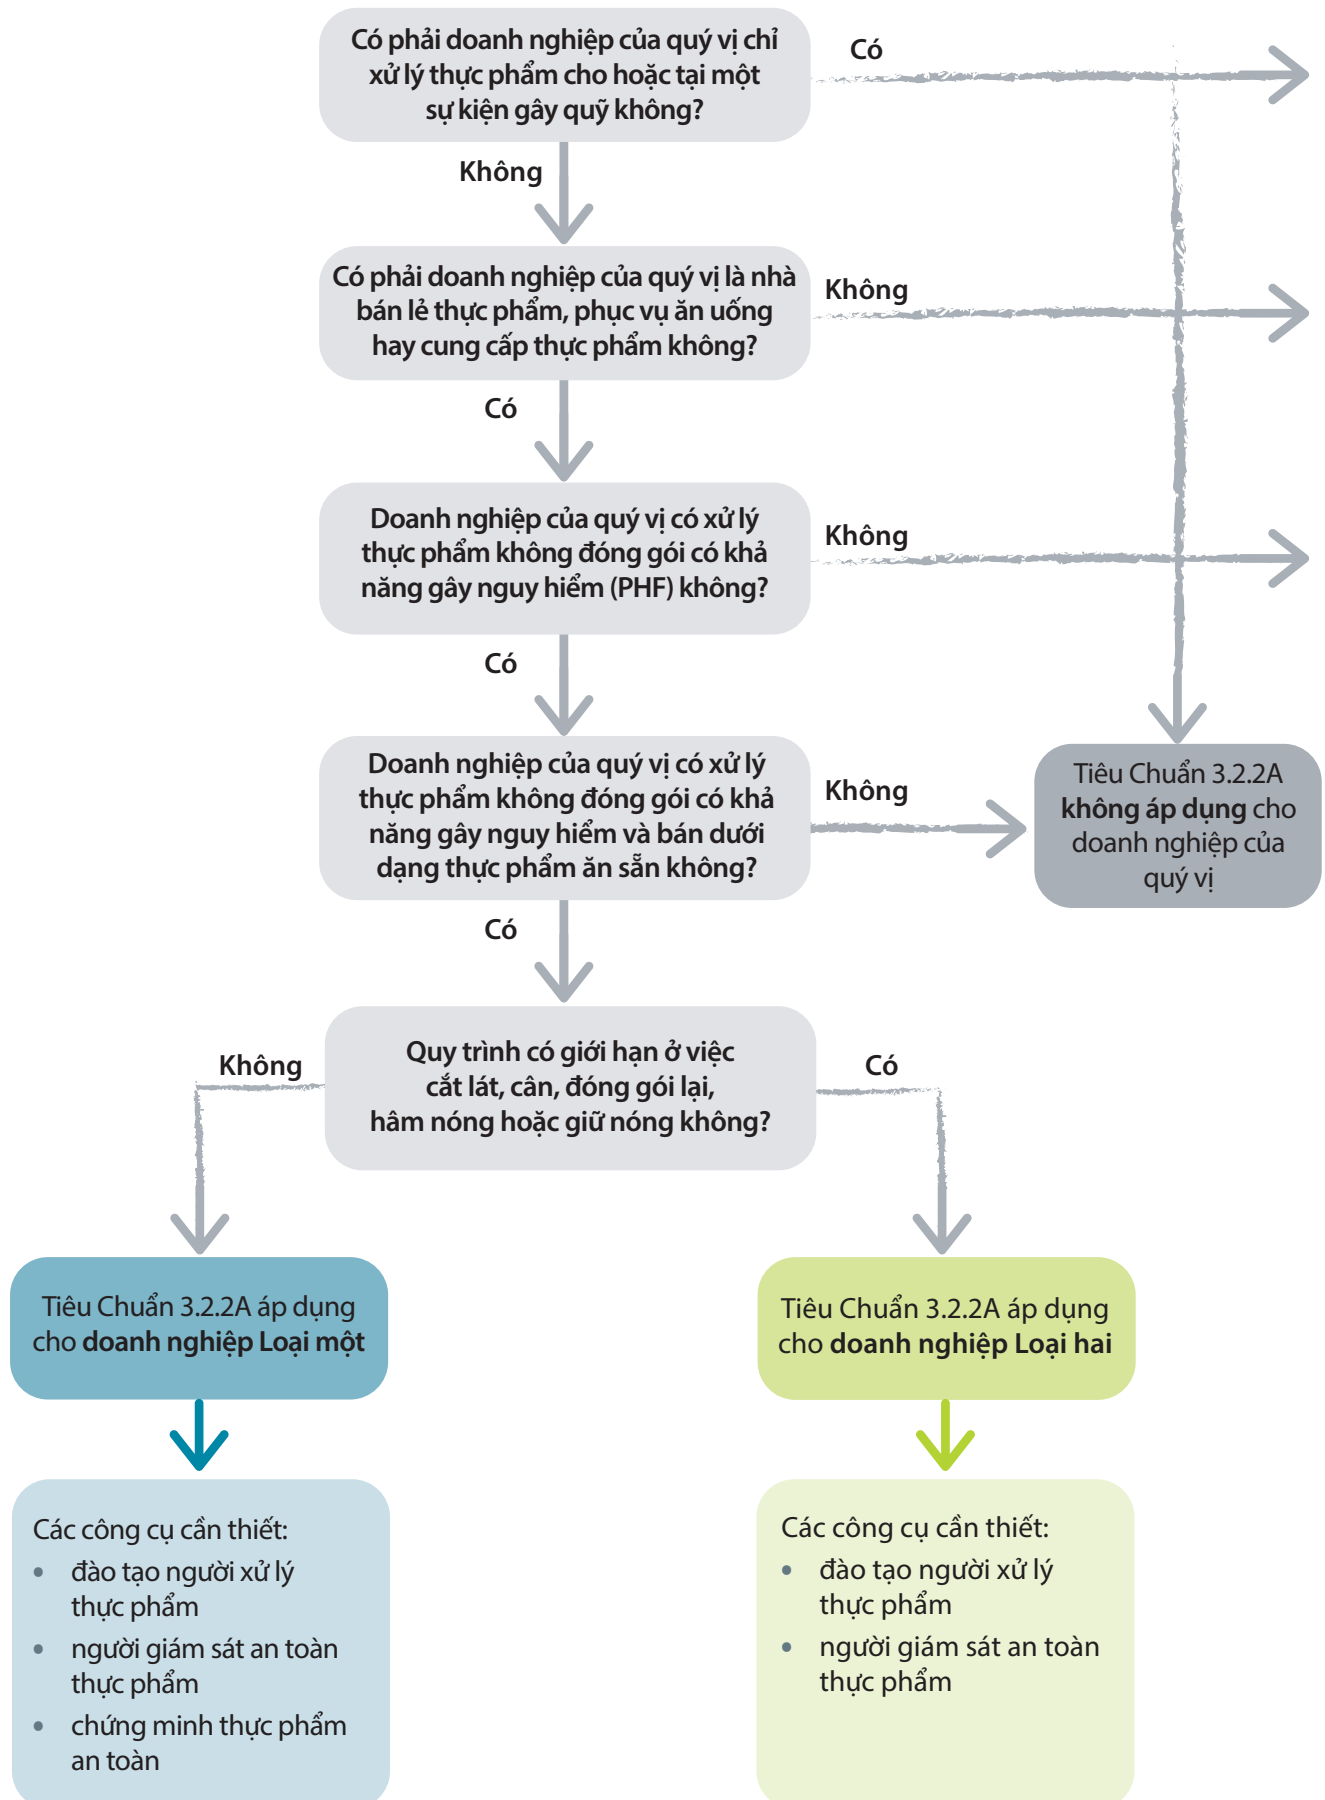 Có phải doanh nghiệp của quý vị chỉ
xử lý thực phẩm cho hoặc tại một
sự kiện gây quỹ không?
Có
Không
Có phải doanh nghiệp của quý vị là nhà
bán lẻ thực phẩm, phục vụ ăn uống
hay cung cấp thực phẩm không?
Không
Có
Doanh nghiệp của quý vị có xử lý
thực phẩm không đóng gói có khả
năng gây nguy hiểm (PHF) không?
Không
Có
Doanh nghiệp của quý vị có xử lý
thực phẩm không đóng gói có khả
năng gây nguy hiểm và bán dưới
dạng thực phẩm ăn sẵn không?
Không
Tiêu Chuẩn 3.2.2A
không áp dụng cho
doanh nghiệp của
quý vị
Có
Quy trình có giới hạn ở việc
cắt lát, cân, đóng gói lại,
hâm nóng hoặc giữ nóng không?
Không
Có
Tiêu Chuẩn 3.2.2A áp dụng
cho doanh nghiệp Loại một
Tiêu Chuẩn 3.2.2A áp dụng
cho doanh nghiệp Loại hai
Các công cụ cần thiết:
• đào tạo người xử lý
thực phẩm
• người giám sát an toàn
thực phẩm
• chứng minh thực phẩm
an toàn
Các công cụ cần thiết:
• đào tạo người xử lý
thực phẩm
• người giám sát an toàn
thực phẩm